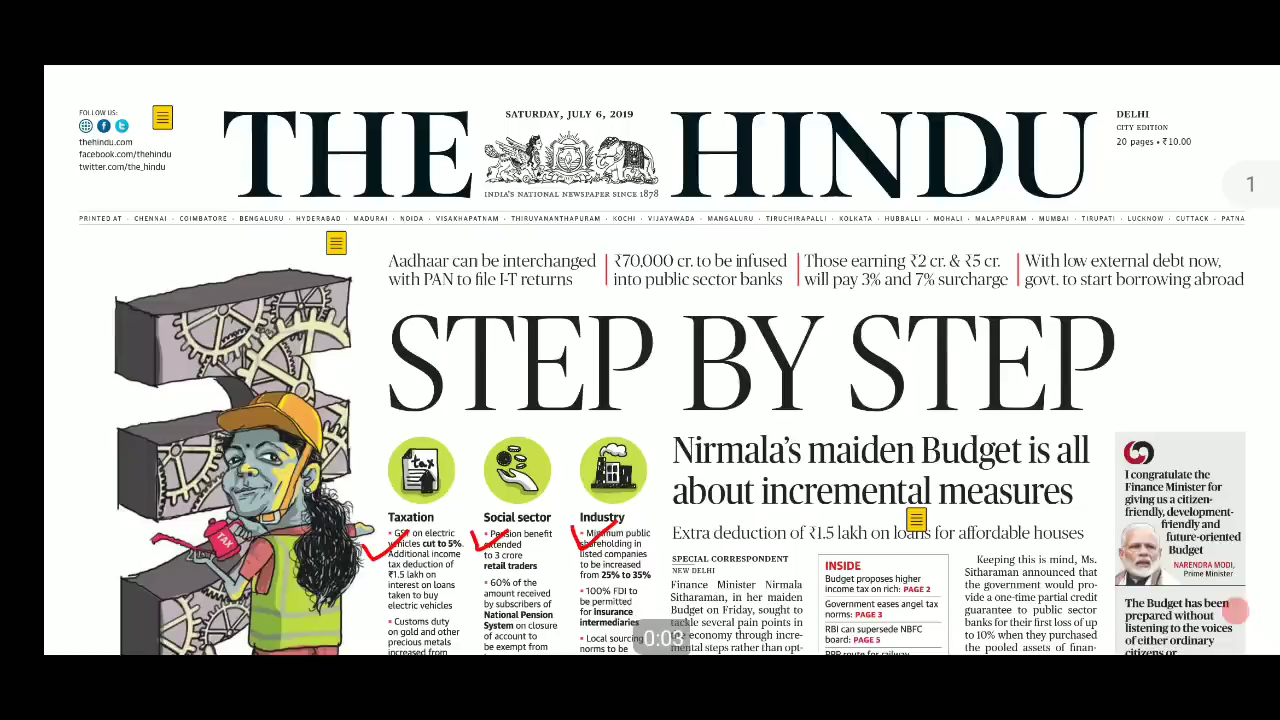 FOLLOW US:
thehindu.com
facebook.com/thehindu
twitter.com/the_hindu
THE HINDU
SATURDAY, JULY 6, 2019
INDIA'S NATIONAL NEWSPAPER SINCE 1878
DELHI
CITY EDITION
20 pages • ₹10.00
1
PRINTED AT · CHENNAI · COIMBATORE · BENGALURU · HYDERABAD · MADURAI · NOIDA · VISAKHAPATNAM · THIRUVANANTHAPURAM · KOCHI · VIJAYAWADA · MANGALURU · TIRUCHIRAPALLI · KOLKATA · HUBBALLI · MOHALI · MALAPPURAM · MUMBAI · TIRUPATI · LUCKNOW · CUTTACK · PATNA
Aadhaar can be interchanged
with PAN to file I-T returns
₹70,000 cr. to be infused
into public sector banks
Those earning ₹2 cr. & ₹5 cr.
will pay 3% and 7% surcharge
With low external debt now,
govt. to start borrowing abroad
STEP BY STEP
TAX
tax
Taxation
GST on electric
vehicles cut to 5%.
Additional income
tax deduction of
₹1.5 lakh on
interest on loans
taken to buy
electric vehicles
Customs duty
on gold and other
precious metals
increased from
Social sector
Pension benefit
extended
to 3 crore
retail traders
60% of the
amount received
by subscribers of
National Pension
System on closure
of account to
be exempt from
Industry
Minimum public
shareholding in
listed companies
to be increased
from 25% to 35%
100% FDI to
be permitted
for insurance
intermediaries
Local sourcing
norms to be
Nirmala's maiden Budget is all
about incremental measures
Extra deduction of ₹1.5 lakh on loans for affordable houses
SPECIAL CORRESPONDENT
NEW DELHI
Finance Minister Nirmala
Sitharaman, in her maiden
Budget on Friday, sought to
tackle several pain points in
the economy through incre-
mental steps rather than opt-
INSIDE
Budget proposes higher
income tax on rich: PAGE 2
Government eases angel tax
norms: PAGE 3
RBI can supersede NBFC
board: PAGE 5
PPP route for railway
Keeping this in mind, Ms.
Sitharaman announced that
the government would pro-
vide a one-time partial credit
guarantee to public sector
banks for their first loss of up
to 10% when they purchased
the pooled assets of finan-
I congratulate the
Finance Minister for
giving us a citizen-
friendly, development-
friendly and
future-oriented
Budget
NARENDRA MODI,
Prime Minister
The Budget has been
prepared without
listening to the voices
of either ordinary
citizens or
0:03